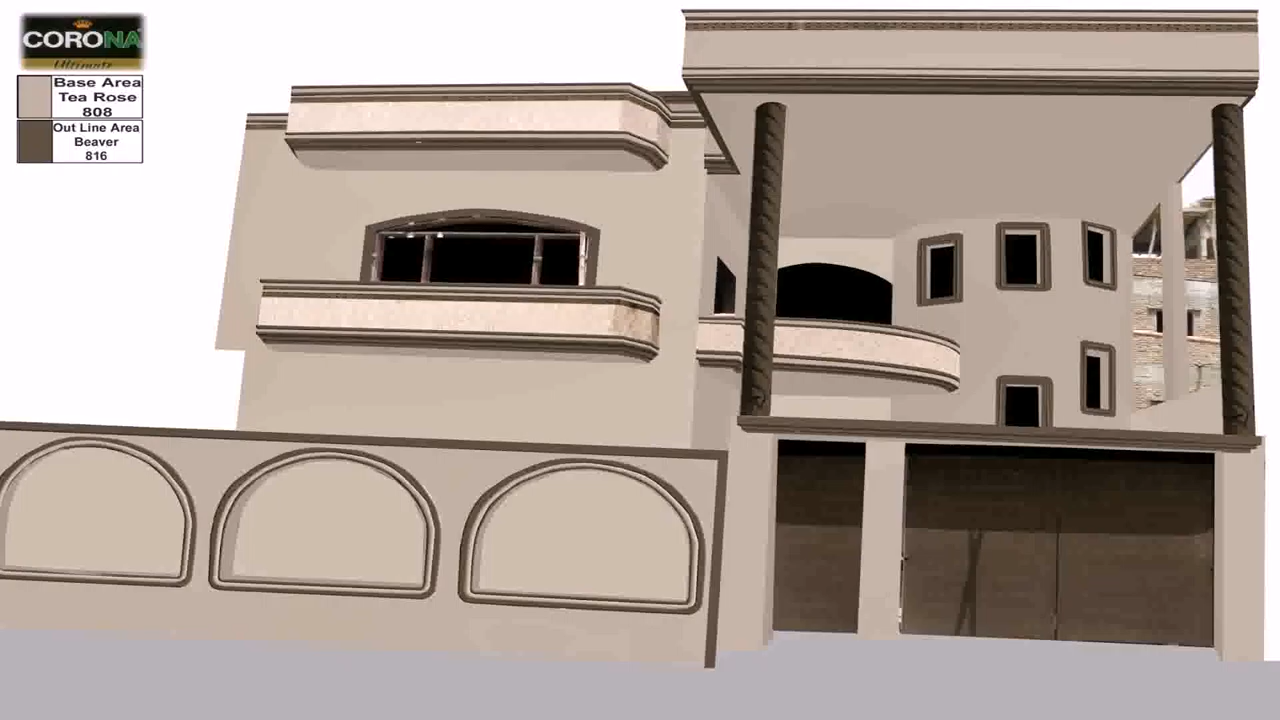 CORONA
Ultimate
Base Area
Tea Rose
808
Out Line Area
Beaver
816